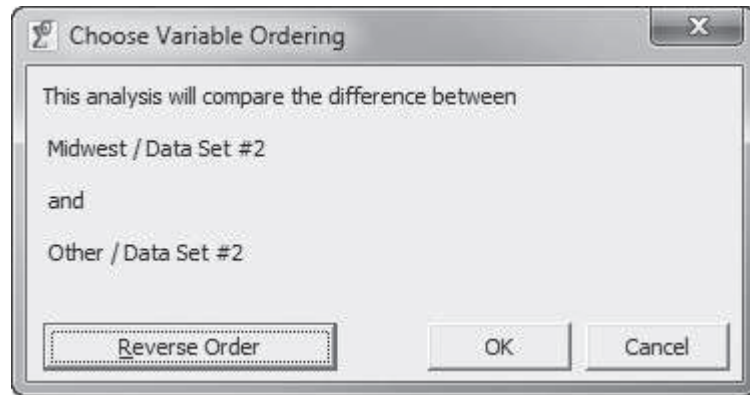 Choose Variable Ordering
This analysis will compare the difference between
Midwest / Data Set #2
and
Other / Data Set #2
Reverse Order
OK
Cancel